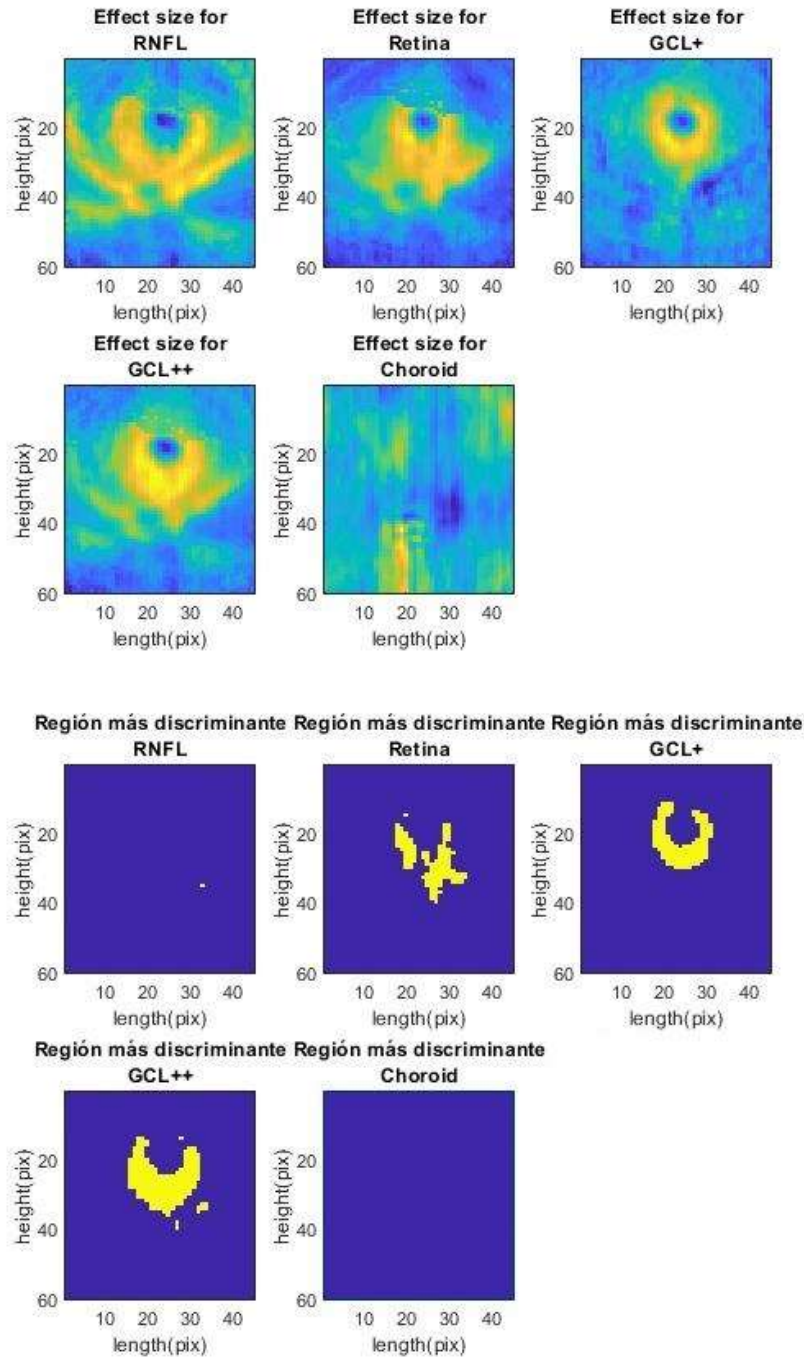 Effect size for
RNFL
Effect size for
Retina
Effect size for
GCL+
20
40
60
height(pix)
10 20 30 40
length(pix)
20
40
60
height(pix)
10 20 30 40
length(pix)
20
40
60
height(pix)
10 20 30 40
length(pix)
Effect size for
GCL++
Effect size for
Choroid
20
40
60
height(pix)
10 20 30 40
length(pix)
20
40
60
height(pix)
10 20 30 40
length(pix)
Región más discriminante
RNFL
Región más discriminante
Retina
Región más discriminante
GCL+
20
40
60
height(pix)
10 20 30 40
length(pix)
20
40
60
height(pix)
10 20 30 40
length(pix)
20
40
60
height(pix)
10 20 30 40
length(pix)
Región más discriminante
GCL++
Región más discriminante
Choroid
20
40
60
height(pix)
10 20 30 40
length(pix)
20
40
60
height(pix)
10 20 30 40
length(pix)